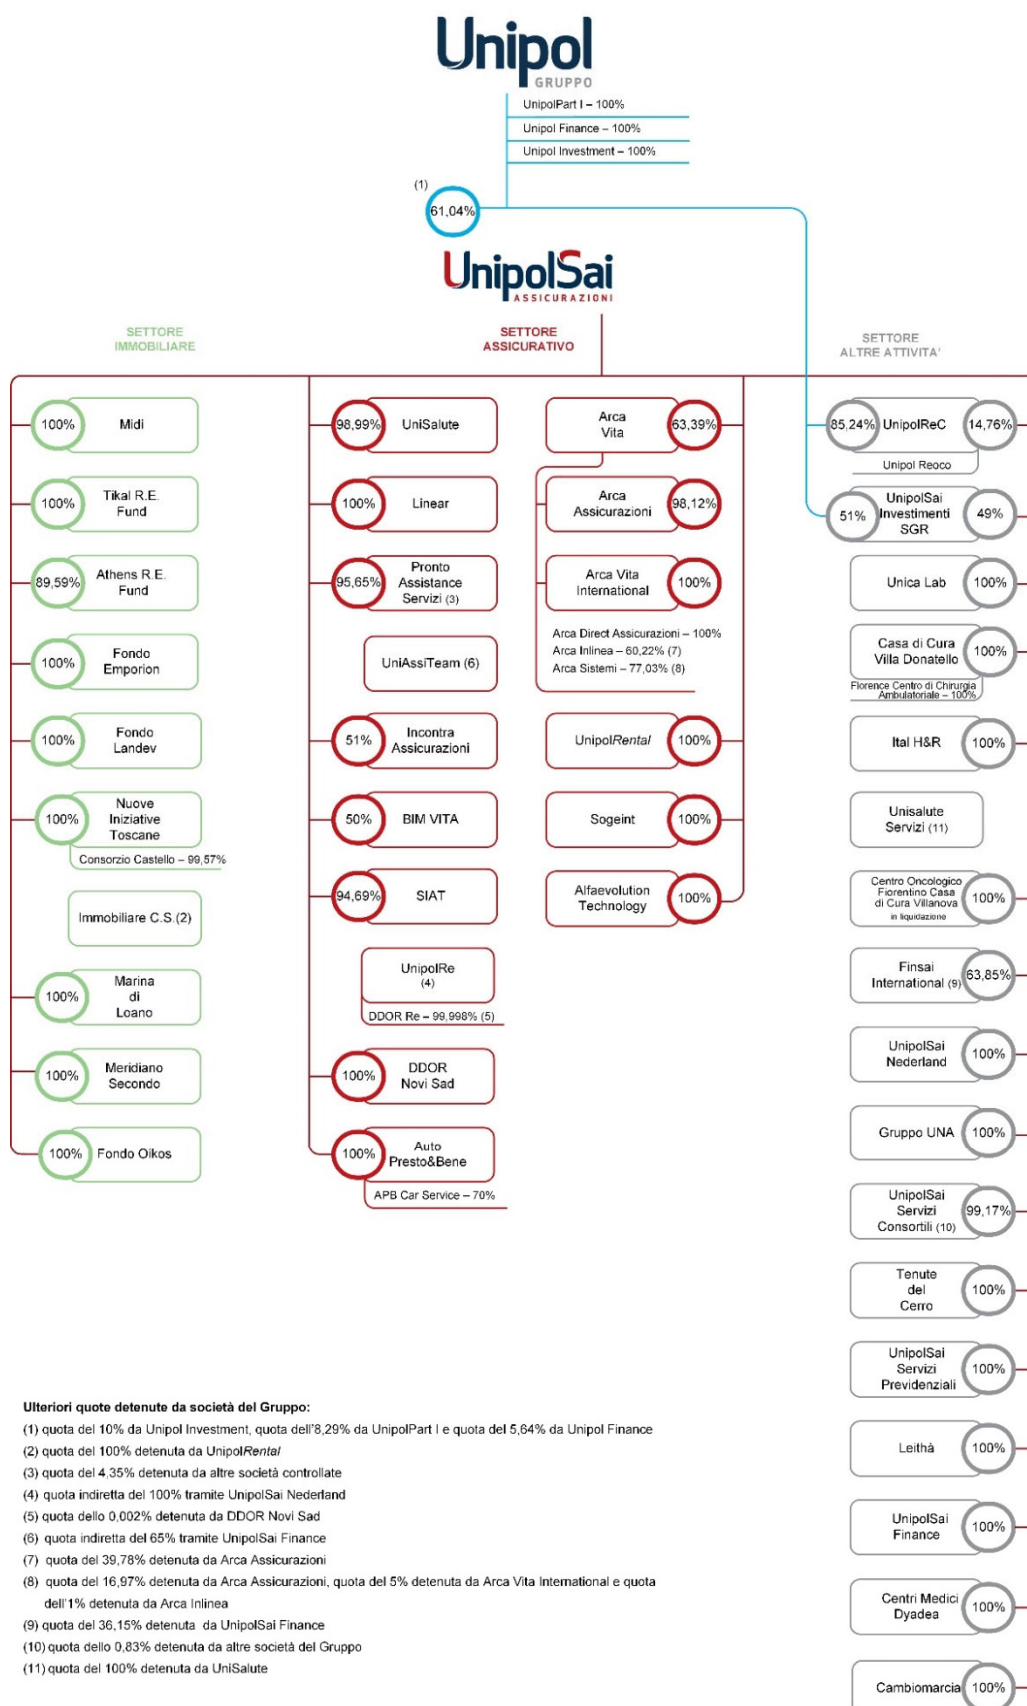 Unipol
GRUPPO
UnipolPart I – 100%
Unipol Finance – 100%
Unipol Investment – 100%
(1)
61,04%
UnipolSai
ASSICURAZIONI
SETTORE
IMMOBILIARE
100%
Midi
100%
Tikal R.E.
Fund
89,59%
Athens R.E.
Fund
100%
Fondo
Emporion
100%
Fondo
Landev
100%
Nuove
Iniziative
Toscane
Consorzio Castello – 99,57%
Immobiliare C.S.(2)
100%
Marina
di
Loano
100%
Meridiano
Secondo
100%
Fondo Oikos
SETTORE
ASSICURATIVO
98,99%
UniSalute
100%
Linear
95,65%
Pronto
Assistance
Servizi (3)
UniAssiTeam (6)
51%
Incontra
Assicurazioni
50%
BIM VITA
94,69%
SIAT
UnipolRe
(4)
DDOR Re – 99,998% (5)
100%
DDOR
Novi Sad
100%
Auto
Presto&Bene
APB Car Service – 70%
Arca
Vita
63,39%
Arca
Assicurazioni
98,12%
Arca Vita
International
100%
Arca Direct Assicurazioni – 100%
Arca Inlinea – 60,22% (7)
Arca Sistemi – 77,03% (8)
UnipolRental
100%
Sogeint
100%
Alfaevolution
Technology
100%
SETTORE
ALTRE ATTIVITA'
85,24%
UnipolReC
14,76%
Unipol Reoco
51%
UnipolSai
Investimenti
SGR
49%
Unica Lab
100%
Casa di Cura
Villa Donatello
100%
Florence Centro di Chirurgia
Ambulatoriale – 100%
Ital H&R
100%
Unisalute
Servizi (11)
Centro Oncologico
Fiorentino Casa
di Cura Villanova
in liquidazione
100%
Finsai
International (9)
63,85%
UnipolSai
Nederland
100%
Gruppo UNA
100%
UnipolSai
Servizi
Consortili (10)
99,17%
Tenute
del
Cerro
100%
UnipolSai
Servizi
Previdenziali
100%
Leithà
100%
UnipolSai
Finance
100%
Centri Medici
Dyadea
100%
Cambiomarcia
100%
Ulteriori quote detenute da società del Gruppo:
(1) quota del 10% da Unipol Investment, quota dell'8,29% da UnipolPart I e quota del 5,64% da Unipol Finance
(2) quota del 100% detenuta da UnipolRental
(3) quota del 4,35% detenuta da altre società controllate
(4) quota indiretta del 100% tramite UnipolSai Nederland
(5) quota dello 0,002% detenuta da DDOR Novi Sad
(6) quota indiretta del 65% tramite UnipolSai Finance
(7) quota del 39,78% detenuta da Arca Assicurazioni
(8) quota del 16,97% detenuta da Arca Assicurazioni, quota del 5% detenuta da Arca Vita International e quota
dell'1% detenuta da Arca Inlinea
(9) quota del 36,15% detenuta da UnipolSai Finance
(10) quota dello 0,83% detenuta da altre società del Gruppo
(11) quota del 100% detenuta da UniSalute